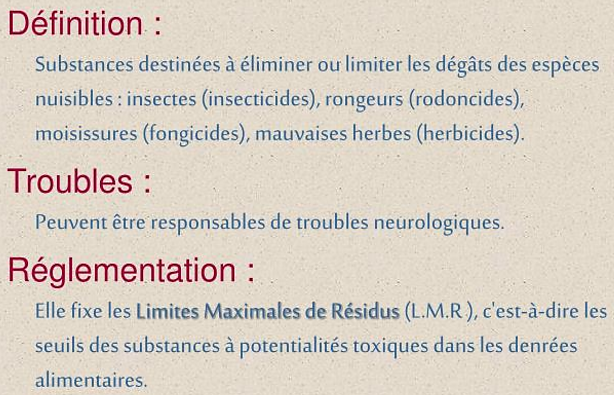 Définition :
Substances destinées à éliminer ou limiter les dégâts des espèces
nuisibles : insectes (insecticides), rongeurs (rodoncides),
moisissures (fongicides), mauvaises herbes (herbicides).
Troubles :
Peuvent être responsables de troubles neurologiques.
Réglementation :
Elle fixe les Limites Maximales de Résidus (L.M.R ), c'est-à-dire les
seuils des substances à potentialités toxiques dans les denrées
alimentaires.